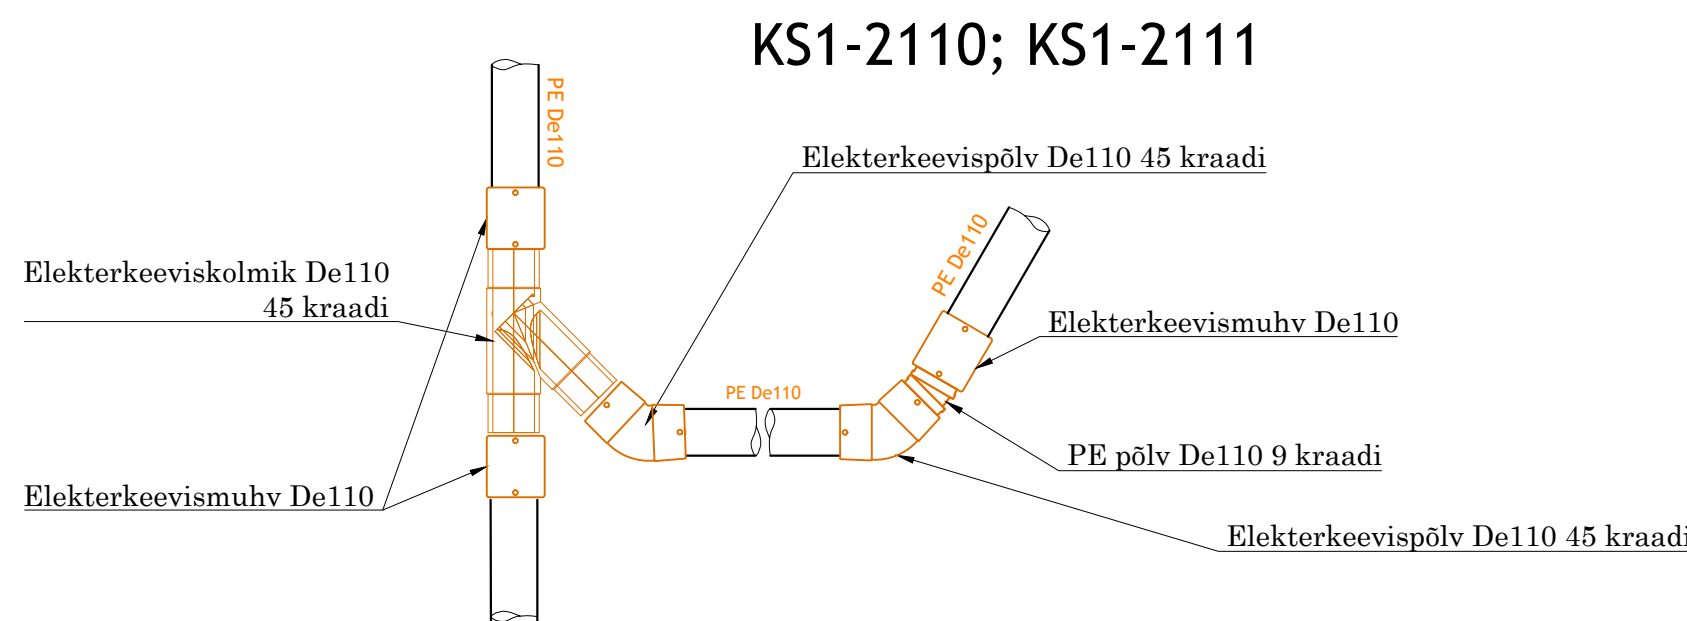 KS1-2110; KS1-2111
PE De110
Elekterkeevispõlv De110 45 kraadi
PE De110
Elekterkeeviskolmik De110
45 kraadi
Elekterkeevismuhv De110
PE De110
PE põlv De110 9 kraadi
Elekterkeevismuhv De110
Elekterkeevispõlv De110 45 kraadi